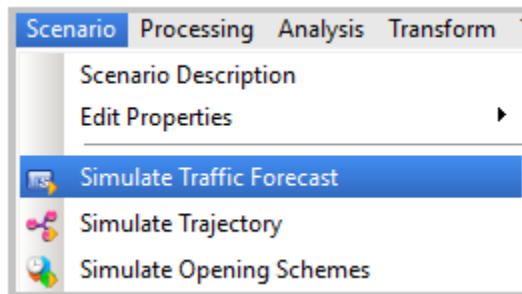 Scenario Processing Analysis Transform
Scenario Description
Edit Properties
Simulate Traffic Forecast
Simulate Trajectory
Simulate Opening Schemes